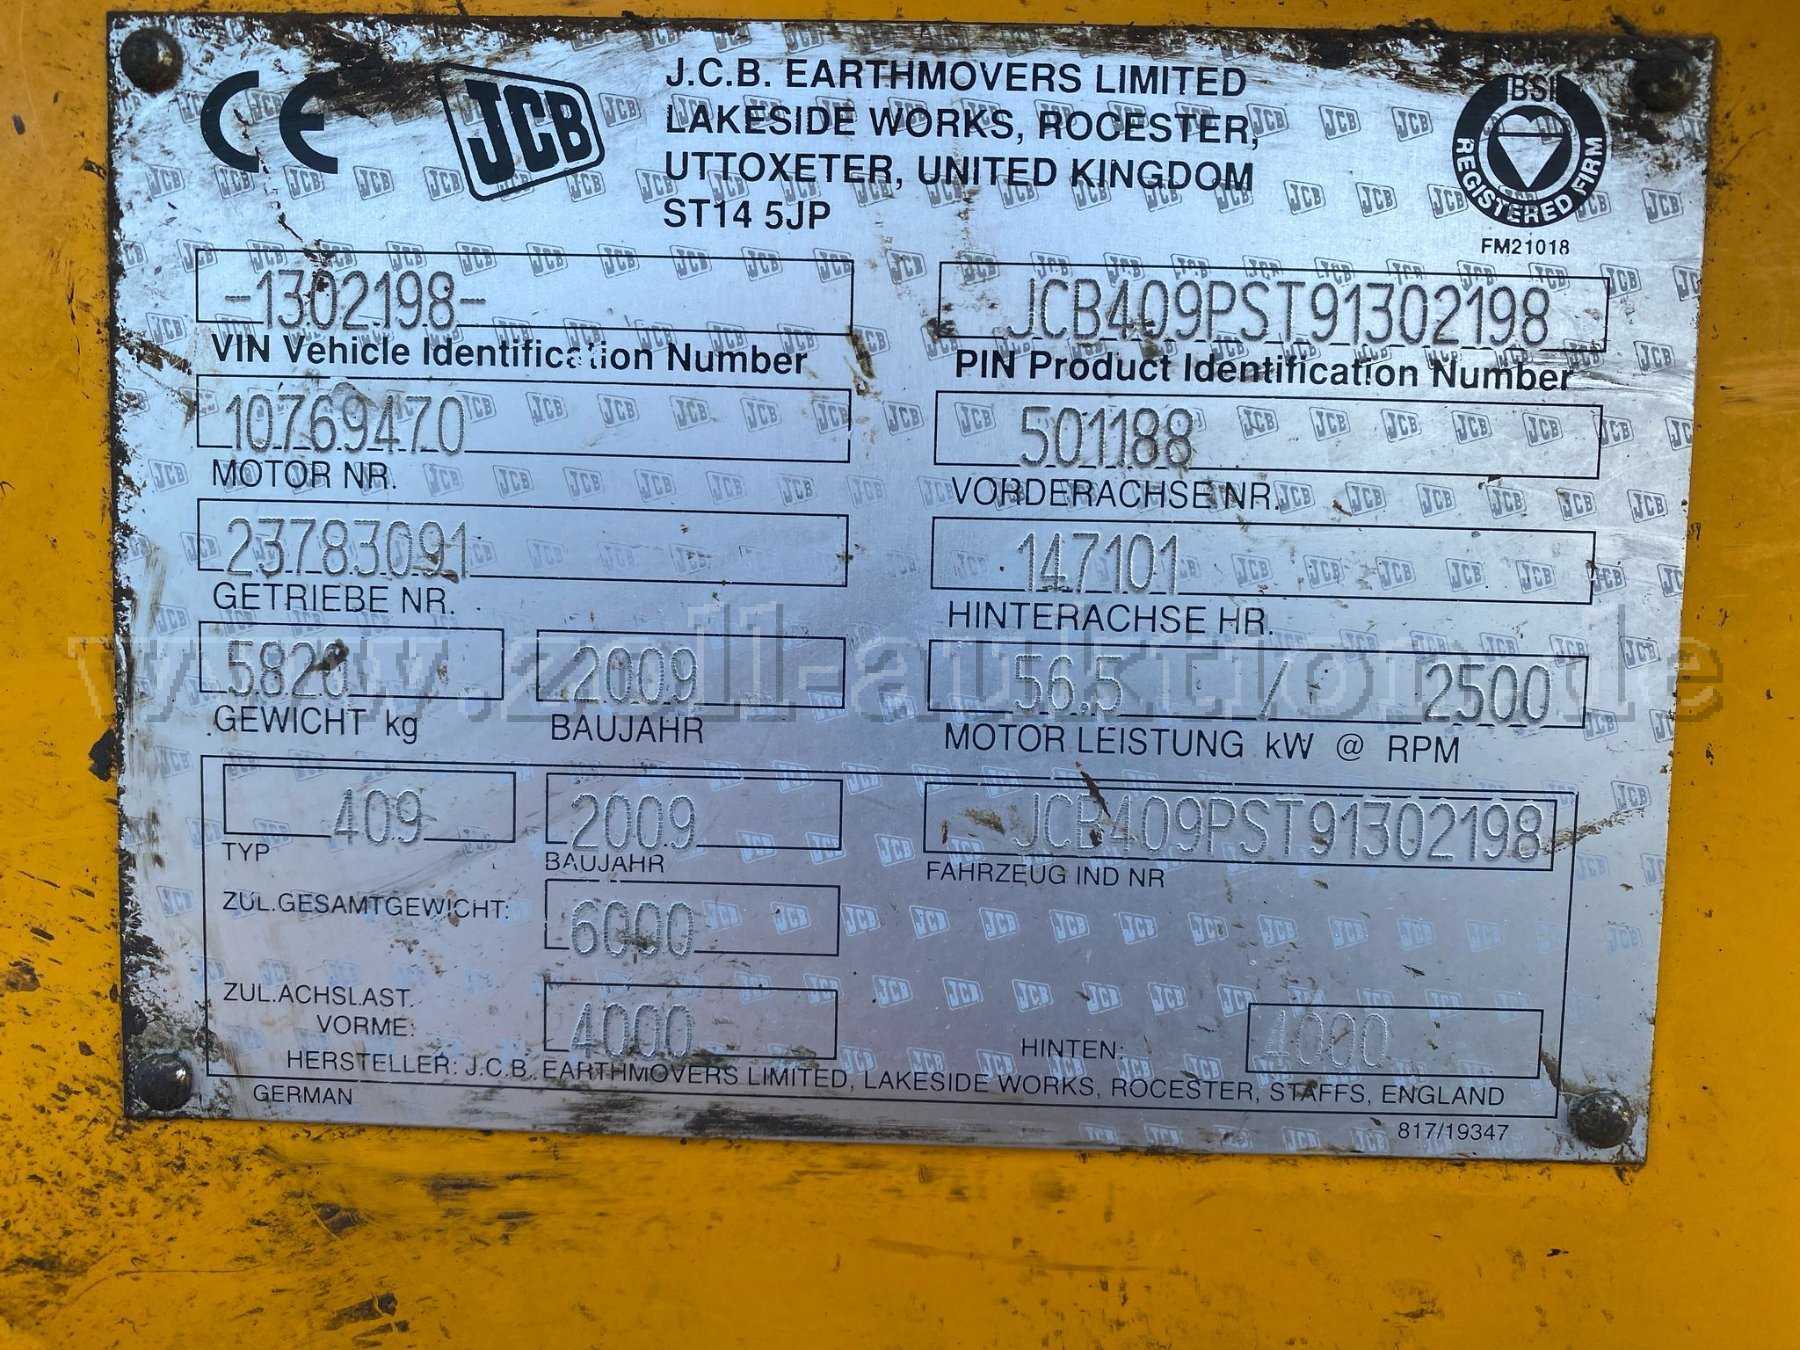 CE JCB J.C.B. EARTHMOVERS LIMITED
LAKESIDE WORKS, ROCESTER,
UTTOXETER, UNITED KINGDOM
ST14 5JP
BSI
REGISTERED FIRM
FM21018
-1302198-
VIN Vehicle Identification Number
JCB409PST91302198
PIN Product Identification Number
10769470
MOTOR NR.
501188
VORDERACHSE NR.
23783091
GETRIEBE NR.
147101
HINTERACHSE HR.
5820
GEWICHT kg
2009
BAUJAHR
56.5 / 2500
MOTOR LEISTUNG kW @ RPM
www.zoll-auktion.de
409
TYP
2009
BAUJAHR
JCB409PST91302198
FAHRZEUG IND NR
ZUL.GESAMTGEWICHT: 6000
ZUL.ACHSLAST.
VORME: 4000 HINTEN: 4000
HERSTELLER: J.C.B. EARTHMOVERS LIMITED, LAKESIDE WORKS, ROCESTER, STAFFS, ENGLAND
GERMAN
817/19347